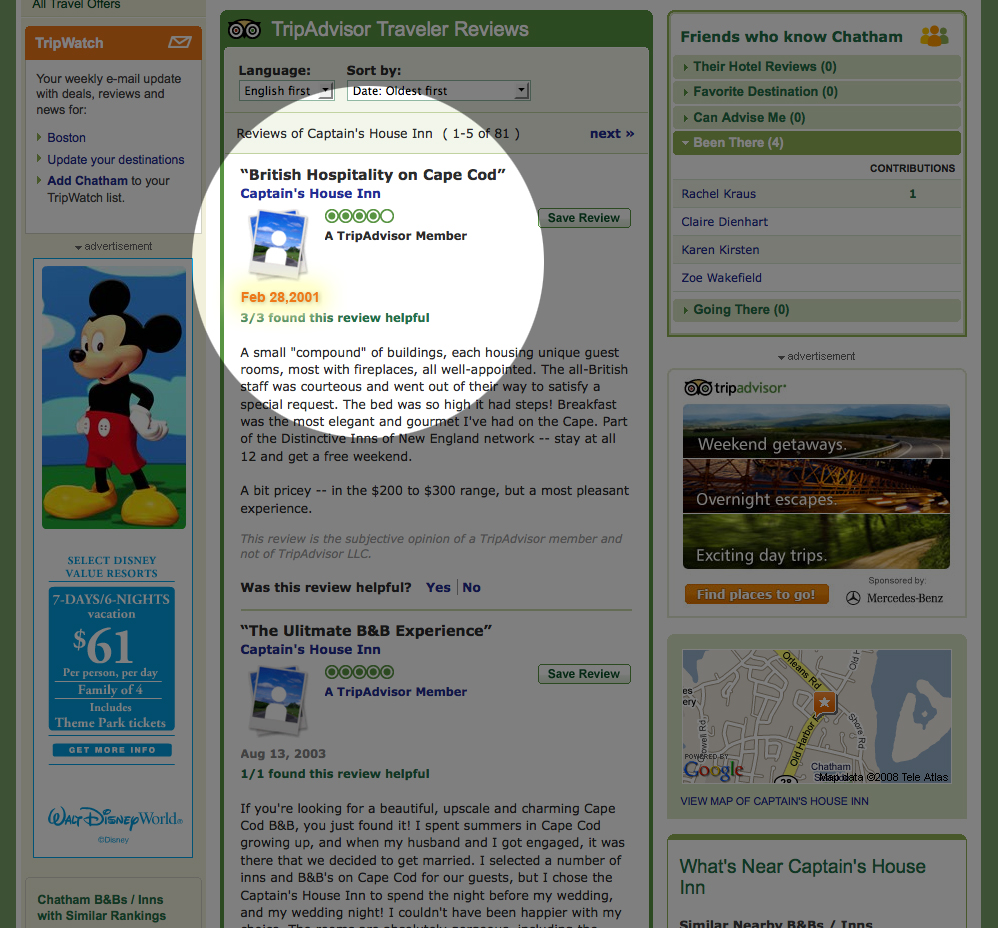 All Travel Offers
TripWatch
Your weekly e-mail update
with deals, reviews and
news for:
Boston
Update your destinations
Add Chatham to your
TripWatch list.
advertisement
SELECT DISNEY
VALUE RESORTS
7-DAYS/6-NIGHTS
vacation
$61
Per person, per day
Family of 4
Includes
Theme Park tickets
GET MORE INFO
WALT DISNEY World®
©Disney
Chatham B&Bs / Inns
with Similar Rankings
TripAdvisor Traveler Reviews
Language: Sort by:
English first Date: Oldest first
Reviews of Captain's House Inn ( 1-5 of 81 ) next »
“British Hospitality on Cape Cod”
Captain's House Inn
Save Review
A TripAdvisor Member
Feb 28,2001
3/3 found this review helpful
A small "compound" of buildings, each housing unique guest
rooms, most with fireplaces, all well-appointed. The all-British
staff was courteous and went out of their way to satisfy a
special request. The bed was so high it had steps! Breakfast
was the most elegant and gourmet I've had on the Cape. Part
of the Distinctive Inns of New England network -- stay at all
12 and get a free weekend.
A bit pricey -- in the $200 to $300 range, but a most pleasant
experience.
This review is the subjective opinion of a TripAdvisor member and
not of TripAdvisor LLC.
Was this review helpful? Yes No
“The Ulitmate B&B Experience”
Captain's House Inn
Save Review
A TripAdvisor Member
Aug 13, 2003
1/1 found this review helpful
If you're looking for a beautiful, upscale and charming Cape
Cod B&B, you just found it! I spent summers in Cape Cod
growing up, and when my husband and I got engaged, it was
there that we decided to get married. I selected a number of
inns and B&B's on Cape Cod for our guests, but I chose the
Captain's House Inn to spend the night before my wedding,
and my wedding night! I couldn't have been happier with my
choice. The rooms are absolutely gorgeous, including the
Friends who know Chatham
Their Hotel Reviews (0)
Favorite Destination (0)
Can Advise Me (0)
Been There (4)
CONTRIBUTIONS
Rachel Kraus 1
Claire Dienhart
Karen Kirsten
Zoe Wakefield
Going There (0)
advertisement
tripadvisor
Weekend getaways.
Overnight escapes.
Exciting day trips.
Sponsored by:
Find places to go! Mercedes-Benz
Orleans Rd
Old H
es
ery
owell Rd
Shore Rd
Old Harbor
POWERED BY
Google
Chatham
28
Map data ©2008 Tele Atlas
VIEW MAP OF CAPTAIN'S HOUSE INN
What's Near Captain's House
Inn
Similar Nearby B&Bs / Inns